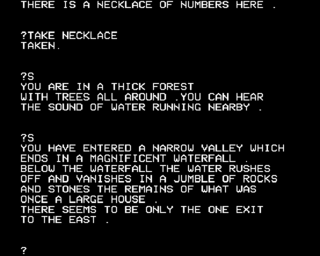 THERE IS A NECKLACE OF NUMBERS HERE .
?TAKE NECKLACE
TAKEN.
?S
YOU ARE IN A THICK FOREST
WITH TREES ALL AROUND .YOU CAN HEAR
THE SOUND OF WATER RUNNING NEARBY .
?S
YOU HAVE ENTERED A NARROW VALLEY WHICH
ENDS IN A MAGNIFICENT WATERFALL .
BELOW THE WATERFALL THE WATER RUSHES
OFF AND VANISHES IN A JUMBLE OF ROCKS
AND STONES THE REMAINS OF WHAT WAS
ONCE A LARGE HOUSE .
THERE SEEMS TO BE ONLY THE ONE EXIT
TO THE EAST .
?